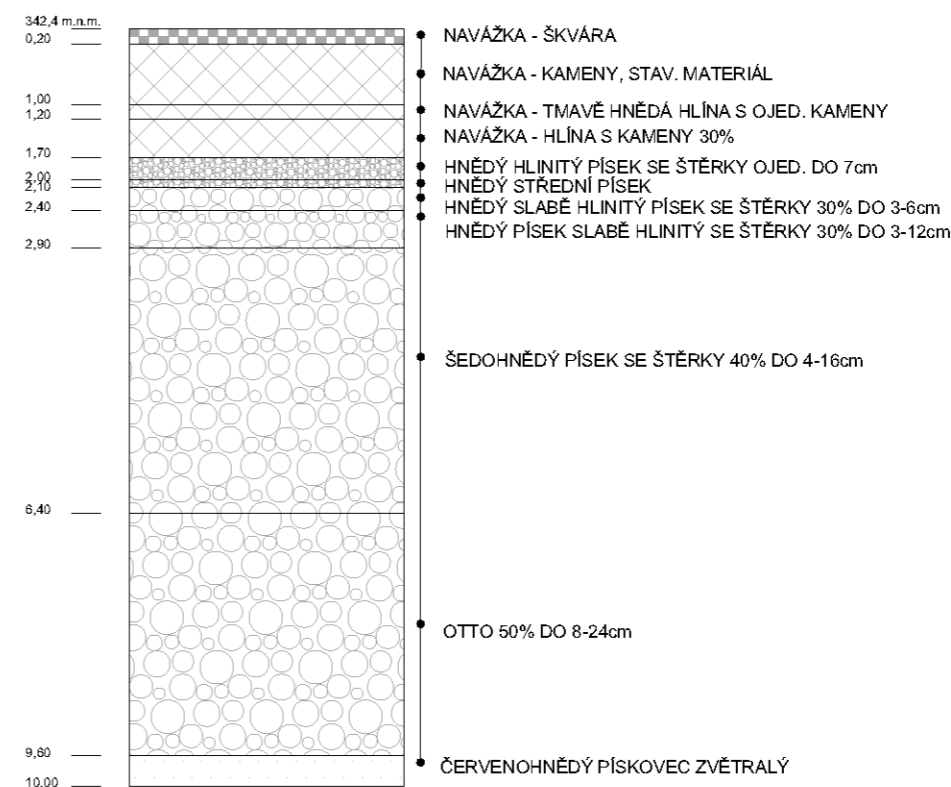 342,4 m.n.m.
0,20
NAVÁŽKA - ŠKVÁRA
NAVÁŽKA - KAMENY, STAV. MATERIÁL
1,00
NAVÁŽKA - TMAVĚ HNĚDÁ HLÍNA S OJED. KAMENY
1,20
NAVÁŽKA - HLÍNA S KAMENY 30%
1,70
HNĚDÝ HLINITÝ PÍSEK SE ŠTĚRKY OJED. DO 7cm
2,00
HNĚDÝ STŘEDNÍ PÍSEK
2,10
HNĚDÝ SLABĚ HLINITÝ PÍSEK SE ŠTĚRKY 30% DO 3-6cm
2,40
HNĚDÝ PÍSEK SLABĚ HLINITÝ SE ŠTĚRKY 30% DO 3-12cm
2,90
ŠEDOHNĚDÝ PÍSEK SE ŠTĚRKY 40% DO 4-16cm
6,40
OTTO 50% DO 8-24cm
9,60
ČERVENOHNĚDÝ PÍSKOVEC ZVĚTRALÝ
10,00